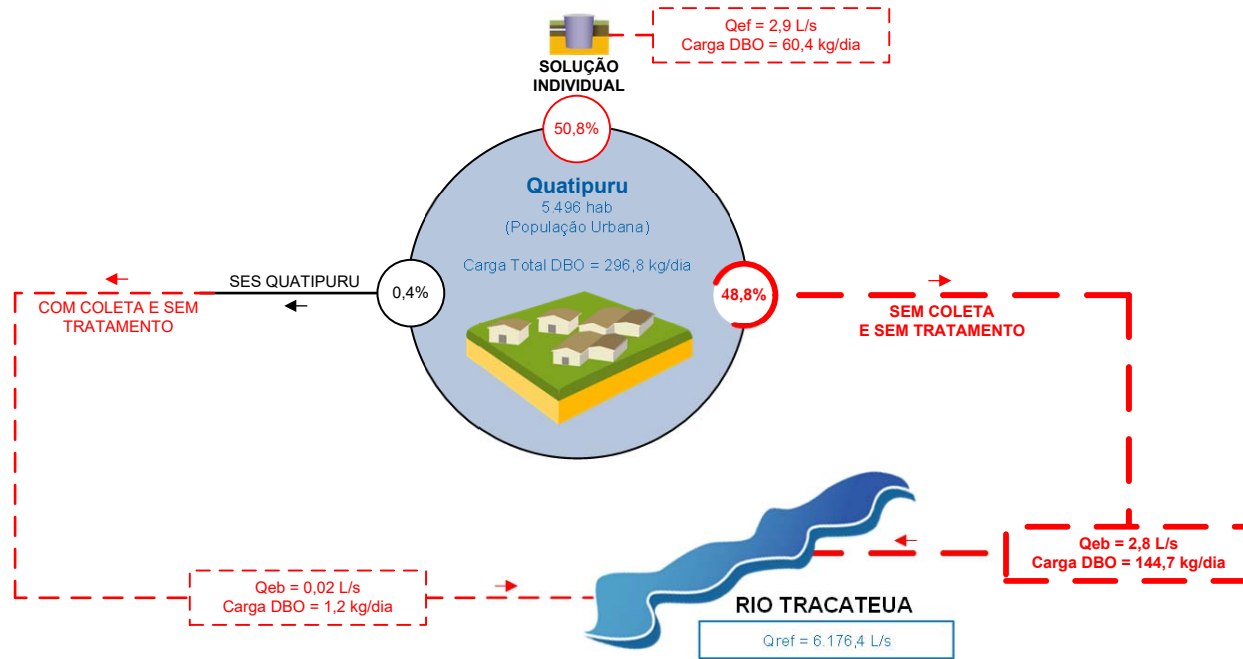 Qef = 2,9 L/s
Carga DBO = 60,4 kg/dia
SOLUÇÃO
INDIVIDUAL
50,8%
Quatipuru
5.496 hab
(População Urbana)
Carga Total DBO = 296,8 kg/dia
SES QUATIPURU
0,4%
48,8%
COM COLETA E SEM
TRATAMENTO
SEM COLETA
E SEM TRATAMENTO
Qeb = 2,8 L/s
Carga DBO = 144,7 kg/dia
Qeb = 0,02 L/s
Carga DBO = 1,2 kg/dia
RIO TRACATEUA
Qref = 6.176,4 L/s